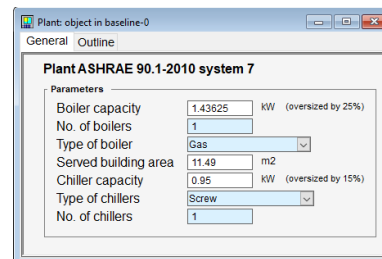 Plant: object in baseline-0
General Outline
Plant ASHRAE 90.1-2010 system 7
Parameters
Boiler capacity 1.43625 kW (oversized by 25%)
No. of boilers 1
Type of boiler Gas
Served building area 11.49 m2
Chiller capacity 0.95 kW (oversized by 15%)
Type of chillers Screw
No. of chillers 1